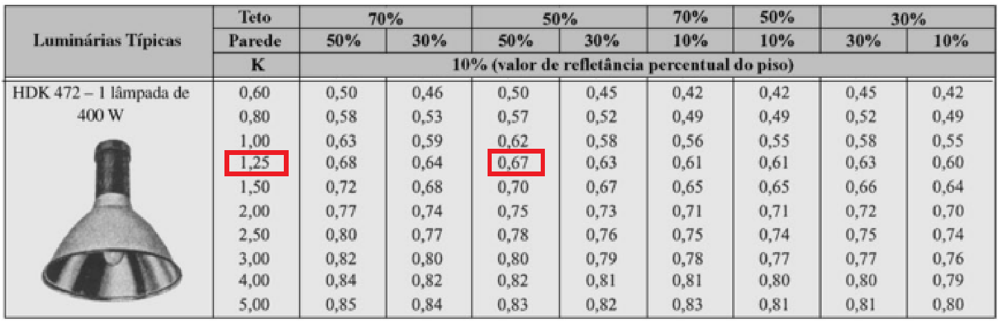 Luminárias Típicas Teto 70% 50% 70% 50% 30%
Parede 50% 30% 50% 30% 10% 10% 30% 10%
K 10% (valor de refletância percentual do piso)
HDK 472 – 1 lâmpada de 0,60 0,50 0,46 0,50 0,45 0,42 0,42 0,45 0,42
400 W 0,80 0,58 0,53 0,57 0,52 0,49 0,49 0,52 0,49
1,00 0,63 0,59 0,62 0,58 0,56 0,55 0,58 0,55
1,25 0,68 0,64 0,67 0,63 0,61 0,61 0,63 0,60
1,50 0,72 0,68 0,70 0,67 0,65 0,65 0,66 0,64
2,00 0,77 0,74 0,75 0,73 0,71 0,71 0,72 0,70
2,50 0,80 0,77 0,78 0,76 0,75 0,74 0,75 0,74
3,00 0,82 0,80 0,80 0,79 0,78 0,77 0,77 0,76
4,00 0,84 0,82 0,82 0,81 0,81 0,80 0,80 0,79
5,00 0,85 0,84 0,83 0,82 0,83 0,81 0,81 0,80